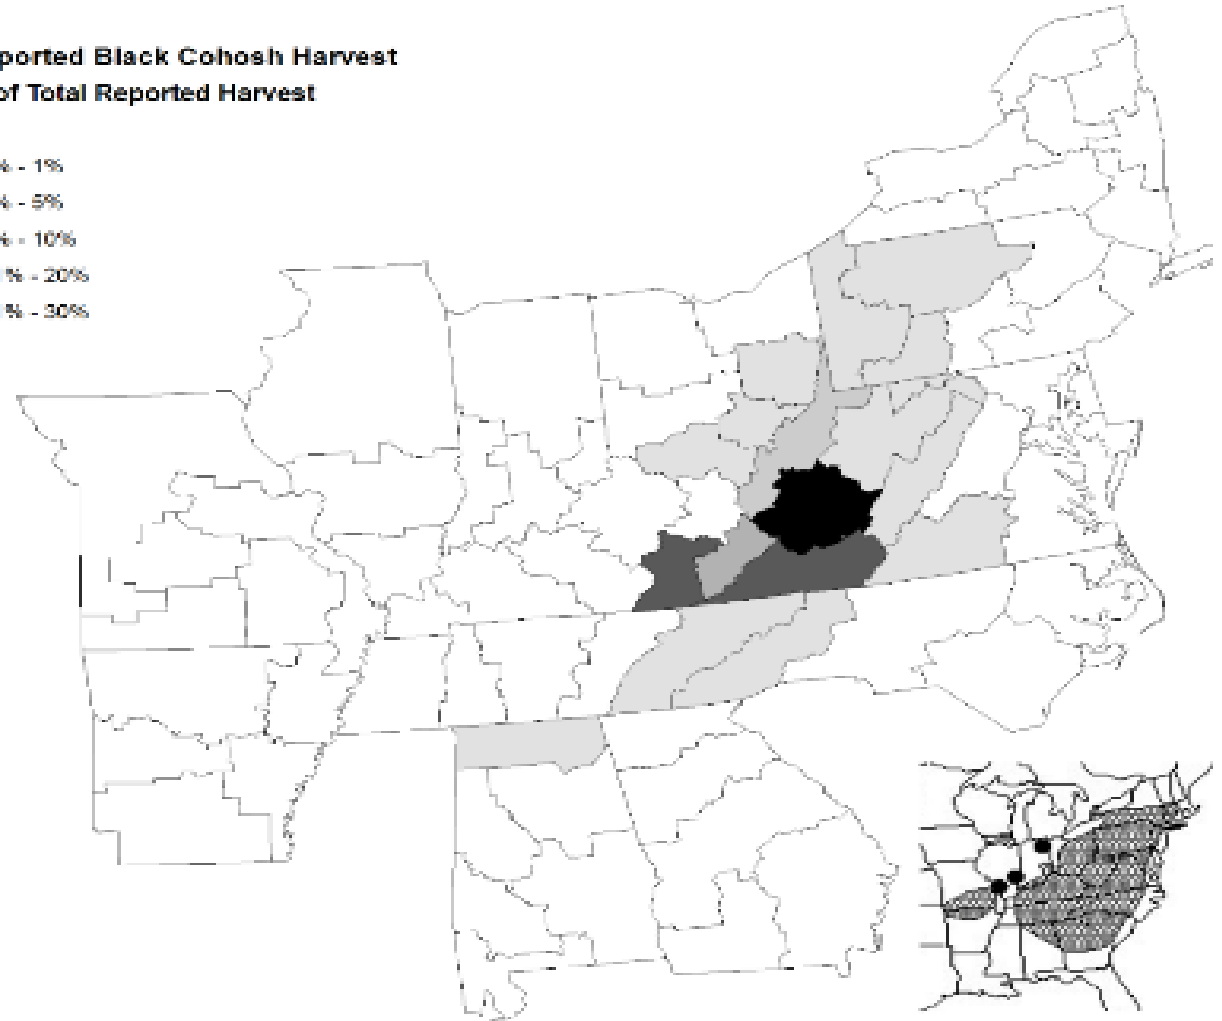 ported Black Cohosh Harvest
of Total Reported Harvest
% - 1%
% - 5%
% - 10%
% - 20%
% - 30%